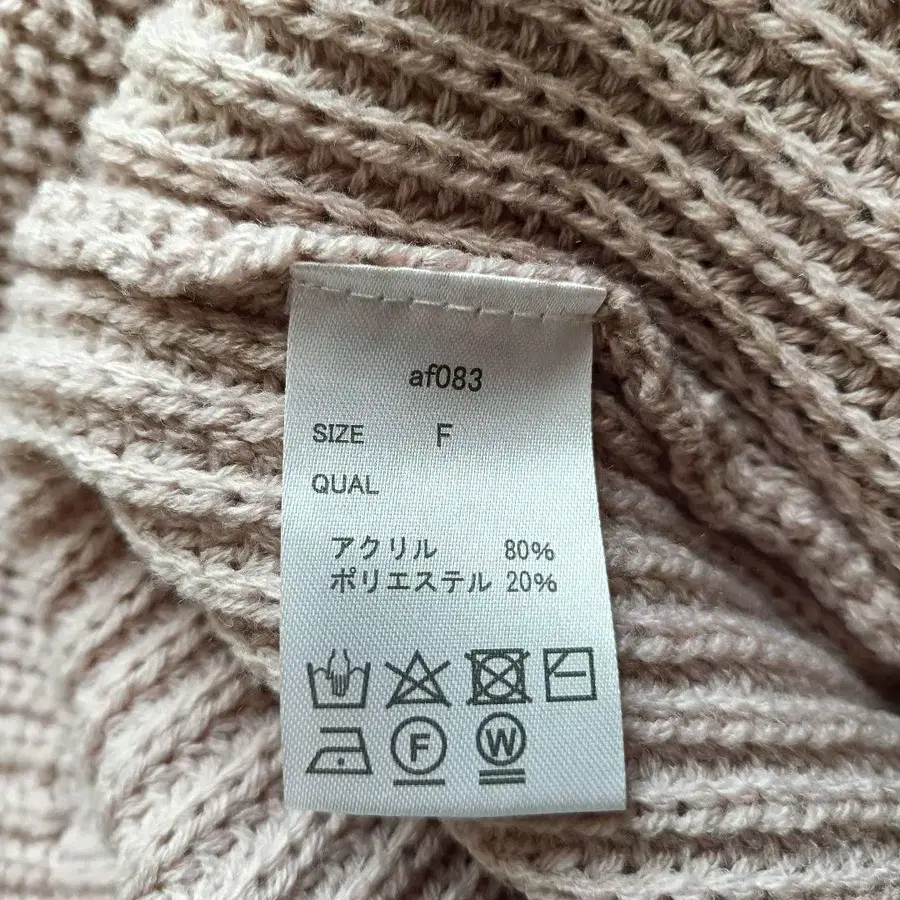 af083
SIZE F
QUAL
アクリル 80%
ポリエステル 20%
F W